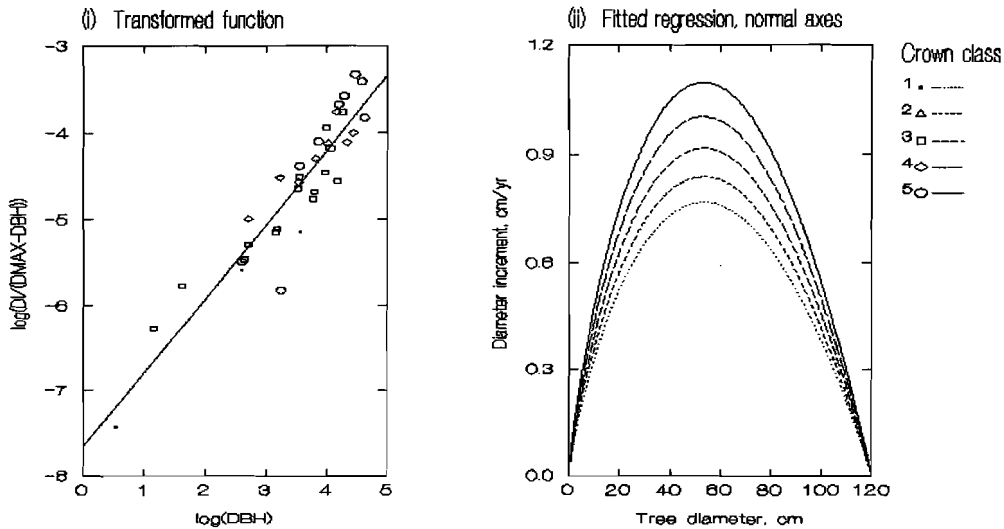 (i) Transformed function
-3
-4
-5
-6
-7
-8
log(DI/(DMAX-DBH))
0 1 2 3 4 5
log(DBH)
(ii) Fitted regression, normal axes
1.2
0.9
0.6
0.3
0.0
Diameter increment, cm/yr
0 20 40 60 80 100 120
Tree diameter, cm
Crown class
1
2
3
4
5